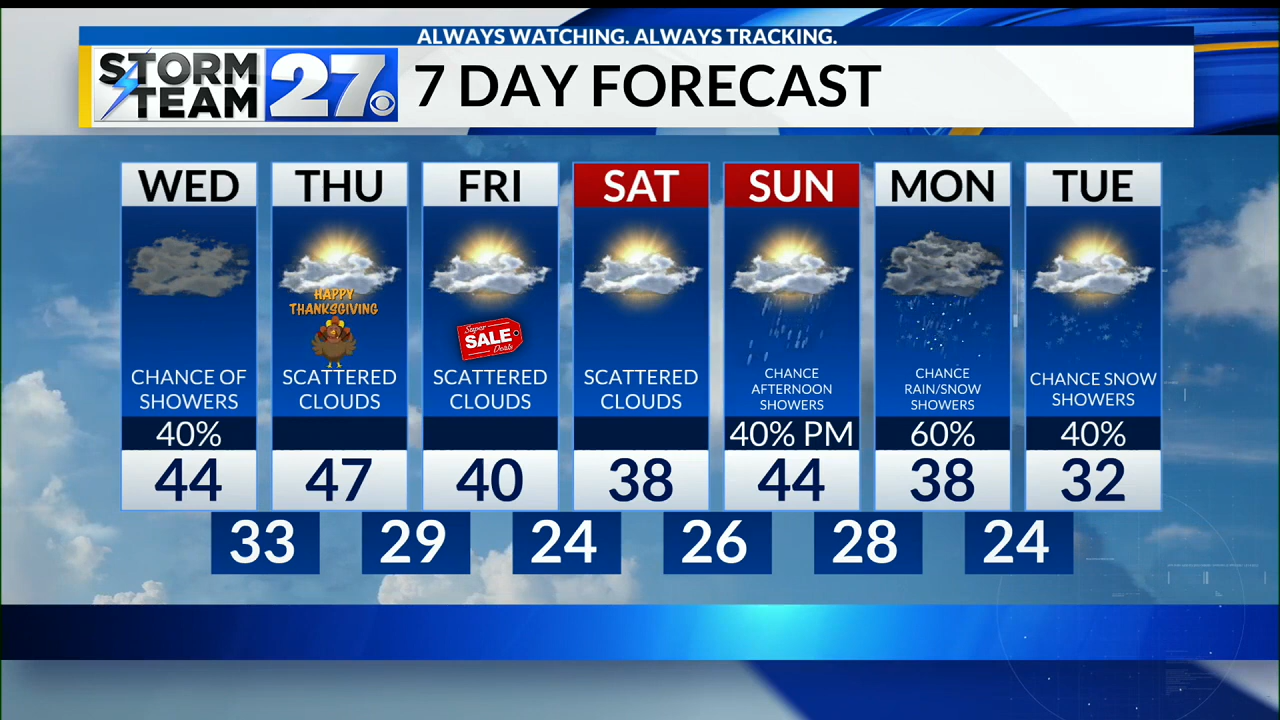 ALWAYS WATCHING. ALWAYS TRACKING.
STORM
TEAM
27
7 DAY FORECAST
WED
THU
FRI
SAT
SUN
MON
TUE
HAPPY
THANKSGIVING
Super
SALE
Deals
CHANCE OF
SHOWERS
SCATTERED
CLOUDS
SCATTERED
CLOUDS
SCATTERED
CLOUDS
CHANCE
AFTERNOON
SHOWERS
CHANCE
RAIN/SNOW
SHOWERS
CHANCE SNOW
SHOWERS
40%
40% PM
60%
40%
44
47
40
38
44
38
32
33
29
24
26
28
24